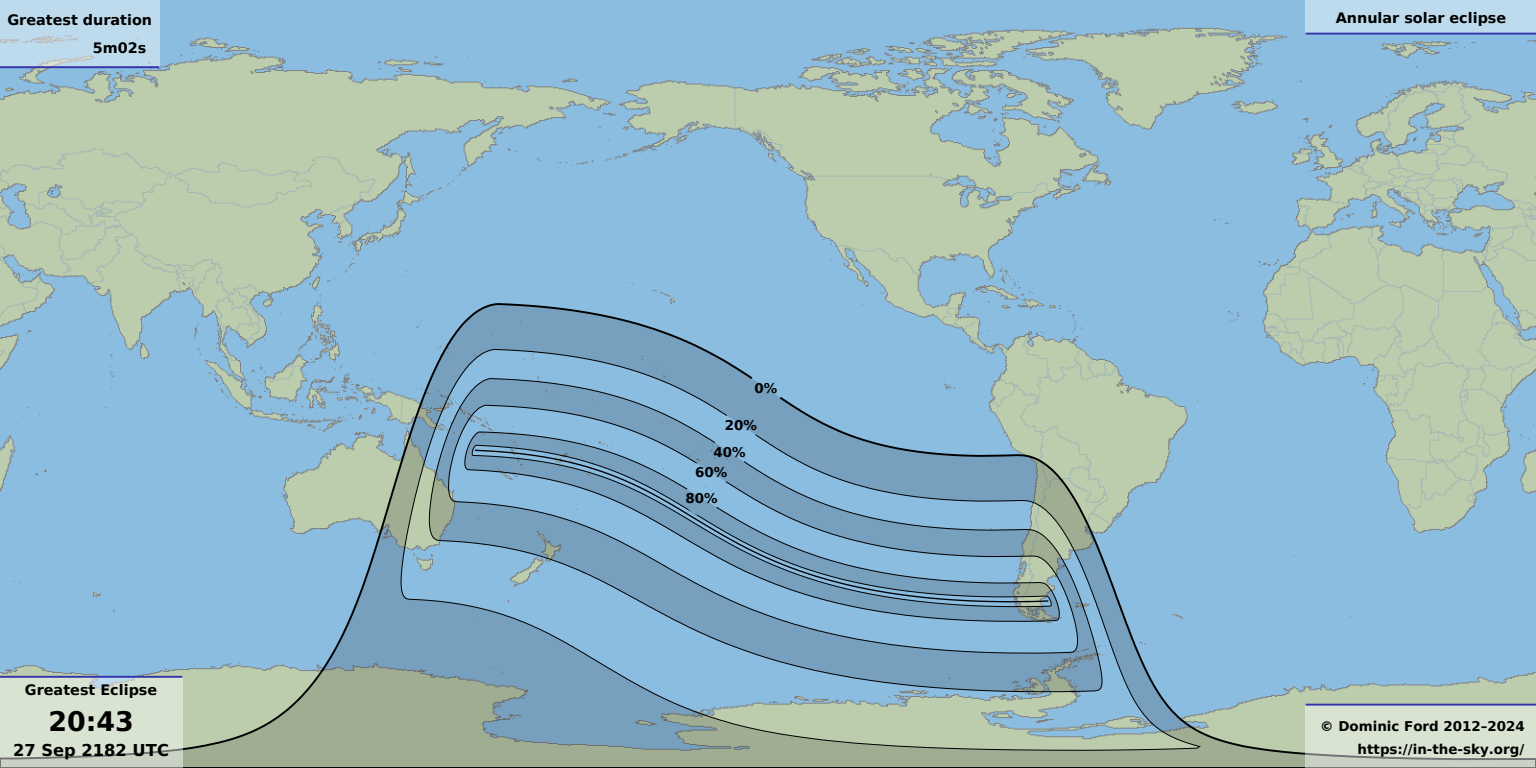 Greatest duration
5m02s
Annular solar eclipse
0%
20%
40%
60%
80%
Greatest Eclipse
20:43
27 Sep 2182 UTC
© Dominic Ford 2012–2024
https://in-the-sky.org/